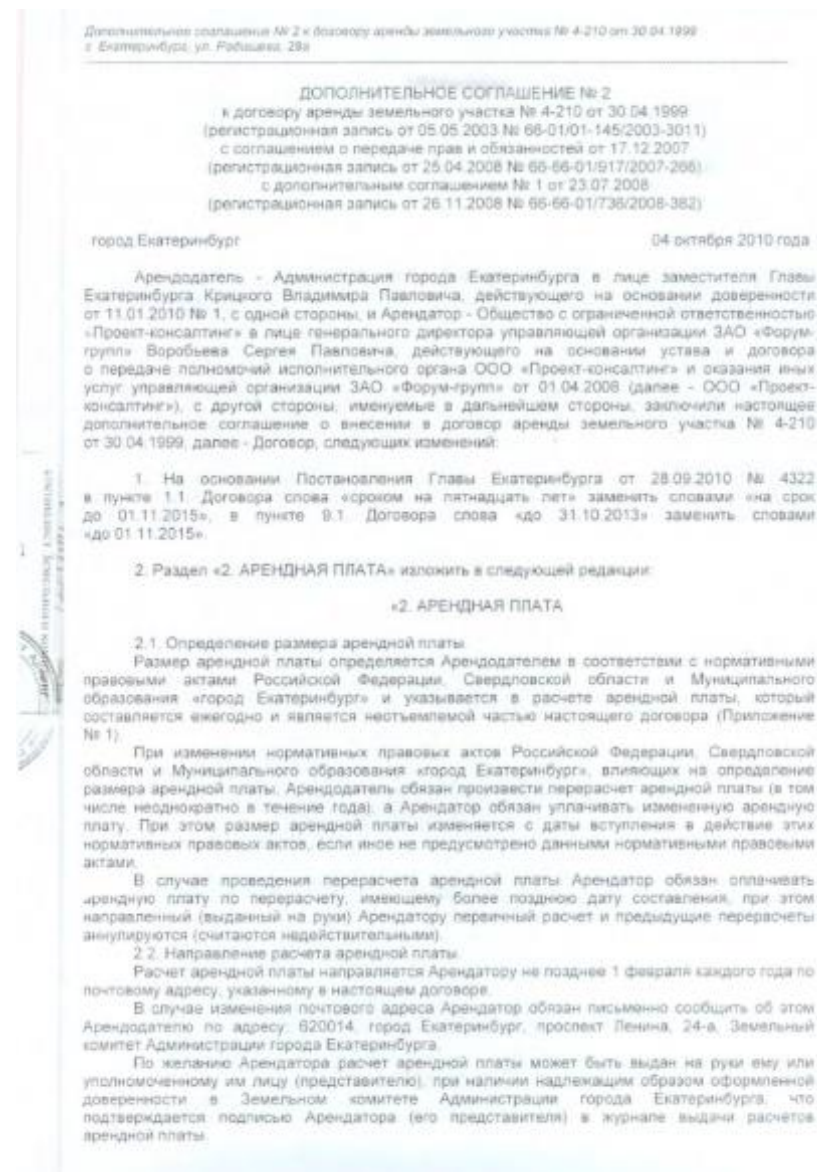 Дополнительное соглашение № 2 к договору аренды земельного участка № 4-210 от 30.04.1999
г. Екатеринбург, ул. Радищева, 28а
ДОПОЛНИТЕЛЬНОЕ СОГЛАШЕНИЕ № 2
к договору аренды земельного участка № 4-210 от 30.04.1999
(регистрационная запись от 05.05.2003 № 66-01/01-145/2003-3011)
с соглашением о передаче прав и обязанностей от 17.12.2007
(регистрационная запись от 25.04.2008 № 66-66-01/917/2007-266)
с дополнительным соглашением № 1 от 23.07.2008
(регистрационная запись от 26.11.2008 № 66-66-01/736/2008-382)
город Екатеринбург 04 октября 2010 года
Арендодатель - Администрация города Екатеринбурга в лице заместителя Главы
Екатеринбурга Крицкого Владимира Павловича, действующего на основании доверенности
от 11.01.2010 № 1, с одной стороны, и Арендатор - Общество с ограниченной ответственностью
«Проект-консалтинг» в лице генерального директора управляющей организации ЗАО «Форум-
групп» Воробьева Сергея Павловича, действующего на основании устава и договора
о передаче полномочий исполнительного органа ООО «Проект-консалтинг» и оказания иных
услуг управляющей организации ЗАО «Форум-групп» от 01.04.2008 (далее - ООО «Проект-
консалтинг»), с другой стороны, именуемые в дальнейшем стороны, заключили настоящее
дополнительное соглашение о внесении в договор аренды земельного участка № 4-210
от 30.04.1999, далее - Договор, следующих изменений:
1. На основании Постановления Главы Екатеринбурга от 28.09.2010 № 4322
в пункте 1.1. Договора слова «сроком на пятнадцать лет» заменить словами «на срок
до 01.11.2015», в пункте 9.1. Договора слова «до 31.10.2013» заменить словами
«до 01.11.2015».
2. Раздел «2. АРЕНДНАЯ ПЛАТА» изложить в следующей редакции:
«2. АРЕНДНАЯ ПЛАТА
2.1. Определение размера арендной платы.
Размер арендной платы определяется Арендодателем в соответствии с нормативными
правовыми актами Российской Федерации, Свердловской области и Муниципального
образования «город Екатеринбург» и указывается в расчете арендной платы, который
составляется ежегодно и является неотъемлемой частью настоящего договора (Приложение
№ 1).
При изменении нормативных правовых актов Российской Федерации, Свердловской
области и Муниципального образования «город Екатеринбург», влияющих на определение
размера арендной платы, Арендодатель обязан произвести перерасчет арендной платы (в том
числе неоднократно в течение года), а Арендатор обязан уплачивать измененную арендную
плату. При этом размер арендной платы изменяется с даты вступления в действие этих
нормативных правовых актов, если иное не предусмотрено данными нормативными правовыми
актами.
В случае проведения перерасчета арендной платы Арендатор обязан оплачивать
арендную плату по перерасчету, имеющему более позднюю дату составления, при этом
направленный (выданный на руки) Арендатору первичный расчет и предыдущие перерасчеты
аннулируются (считаются недействительными).
2.2. Направление расчета арендной платы.
Расчет арендной платы направляется Арендатору не позднее 1 февраля каждого года по
почтовому адресу, указанному в настоящем договоре.
В случае изменения почтового адреса Арендатор обязан письменно сообщить об этом
Арендодателю по адресу: 620014, город Екатеринбург, проспект Ленина, 24-а, Земельный
комитет Администрации города Екатеринбурга.
По желанию Арендатора расчет арендной платы может быть выдан на руки ему или
уполномоченному им лицу (представителю), при наличии надлежащим образом оформленной
доверенности в Земельном комитете Администрации города Екатеринбурга, что
подтверждается подписью Арендатора (его представителя) в журнале выдачи расчетов
арендной платы.